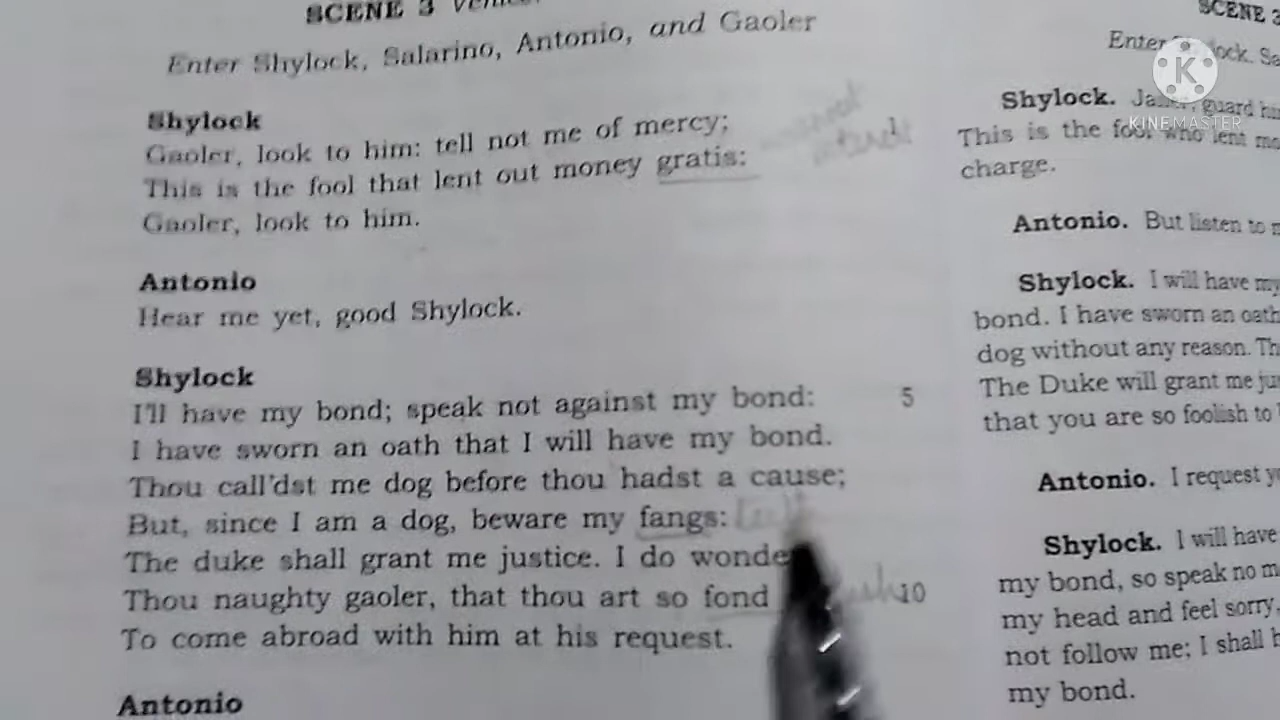 SCENE 3
Enter Shylock, Salarino, Antonio, and Gaoler
Shylock
Gaoler, look to him: tell not me of mercy;
This is the fool that lent out money gratis:
Gaoler, look to him.
Antonio
Hear me yet, good Shylock.
Shylock
I'll have my bond; speak not against my bond: 5
I have sworn an oath that I will have my bond.
Thou call'dst me dog before thou hadst a cause;
But, since I am a dog, beware my fangs:
The duke shall grant me justice. I do wonde
Thou naughty gaoler, that thou art so fond 10
To come abroad with him at his request.
Antonio
SCENE 3
Enter
Shylock. guard
This is the who lent
charge.
Antonio. But listen to
Shylock. I will have my
bond. I have sworn an oath
dog without any reason.
The Duke will grant me
that you are so foolish to
Antonio. I request
Shylock. I will have
my bond, so speak no
my head and feel sorry,
not follow me; I shall
my bond.
K
KINEMASTER